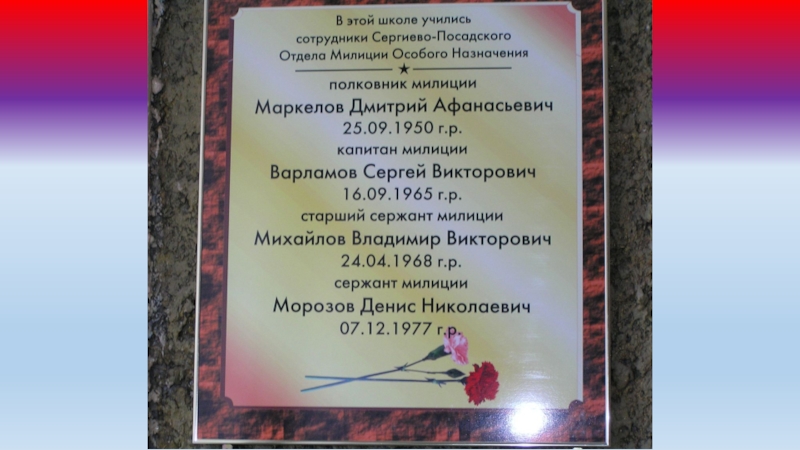 В этой школе учились
сотрудники Сергиево-Посадского
Отдела Милиции Особого Назначения
полковник милиции
Маркелов Дмитрий Афанасьевич
25.09.1950 г.р.
капитан милиции
Варламов Сергей Викторович
16.09.1965 г.р.
старший сержант милиции
Михайлов Владимир Викторович
24.04.1968 г.р.
сержант милиции
Морозов Денис Николаевич
07.12.1977 г.р.